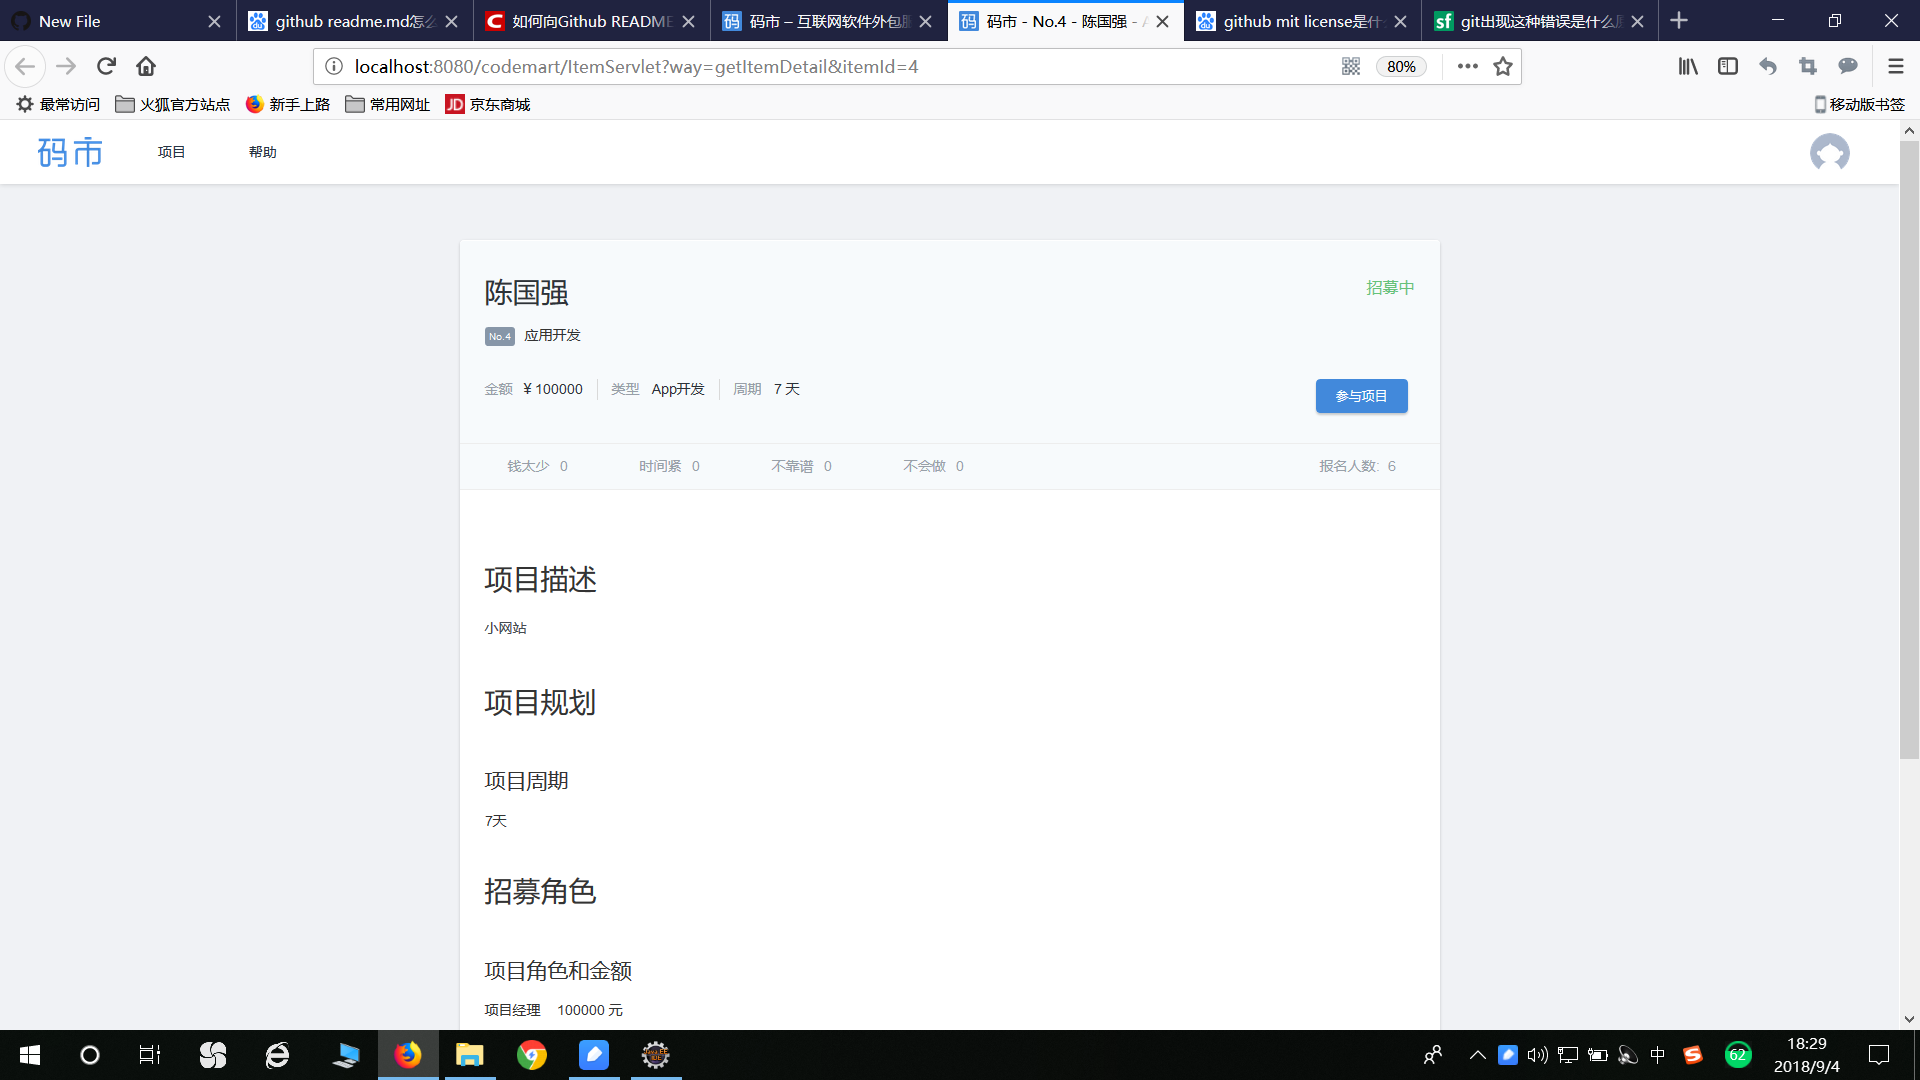 New File
github readme.md怎么
如何向Github README
码市 – 互联网软件外包服
码市 - No.4 - 陈国强 - A
github mit license是什
git出现这种错误是什么原
localhost:8080/codemart/ItemServlet?way=getItemDetail&itemId=4
80%
最常访问
火狐官方站点
新手上路
常用网址
JD 京东商城
移动版书签
码市
项目
帮助
陈国强
招募中
No.4 应用开发
金额 ¥ 100000 类型 App开发 周期 7 天
参与项目
钱太少 0 时间紧 0 不靠谱 0 不会做 0 报名人数: 6
项目描述
小网站
项目规划
项目周期
7天
招募角色
项目角色和金额
项目经理 100000 元
中
62
18:29
2018/9/4